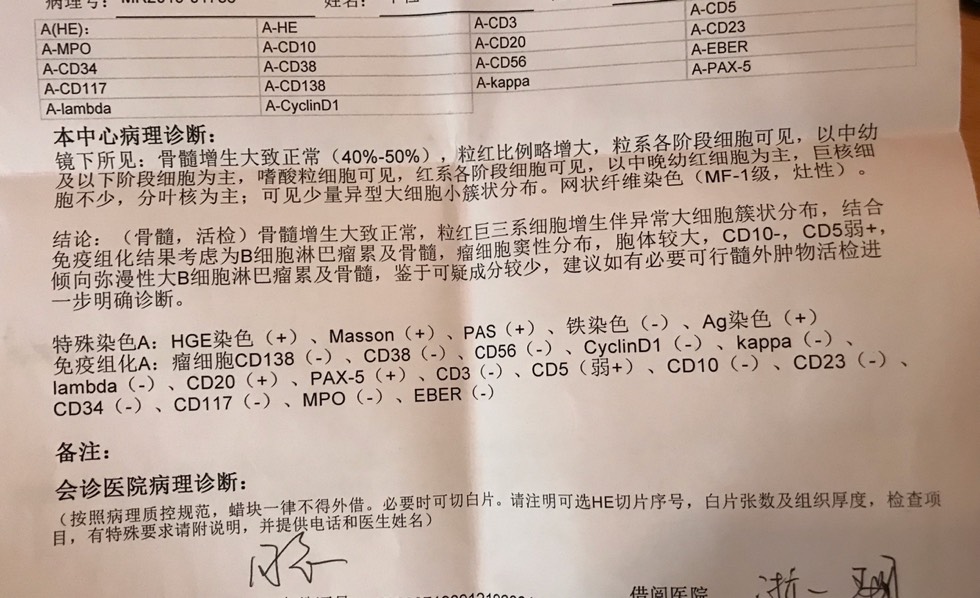 病理号：
姓名：
A(HE)： A-HE A-CD3 A-CD5
A-MPO A-CD10 A-CD20 A-CD23
A-CD34 A-CD38 A-CD56 A-EBER
A-CD117 A-CD138 A-kappa A-PAX-5
A-lambda A-CyclinD1
本中心病理诊断：
镜下所见：骨髓增生大致正常（40%-50%），粒红比例略增大，粒系各阶段细胞可见，以中幼
及以下阶段细胞为主，嗜酸粒细胞可见，红系各阶段细胞可见，以中晚幼红细胞为主，巨核细
胞不少，分叶核为主；可见少量异型大细胞小簇状分布。网状纤维染色（MF-1级，灶性）。
结论：（骨髓，活检）骨髓增生大致正常，粒红巨三系细胞增生伴异常大细胞簇状分布，结合
免疫组化结果考虑为B细胞淋巴瘤累及骨髓，瘤细胞窦性分布，胞体较大，CD10-，CD5弱+，
倾向弥漫性大B细胞淋巴瘤累及骨髓，鉴于可疑成分较少，建议如有必要可行髓外肿物活检进
一步明确诊断。
特殊染色A：HGE染色（+）、Masson（+）、PAS（+）、铁染色（-）、Ag染色（+）
免疫组化A：瘤细胞CD138（-）、CD38（-）、CD56（-）、CyclinD1（-）、kappa（-）、
lambda（-）、CD20（+）、PAX-5（+）、CD3（-）、CD5（弱+）、CD10（-）、CD23（-）、
CD34（-）、CD117（-）、MPO（-）、EBER（-）
备注：
会诊医院病理诊断：
（按照病理质控规范，蜡块一律不得外借。必要时可切白片。请注明可选HE切片序号，白片张数及组织厚度，检查项
目，有特殊要求请附说明，并提供电话和医生姓名）
借阅医院 浙一